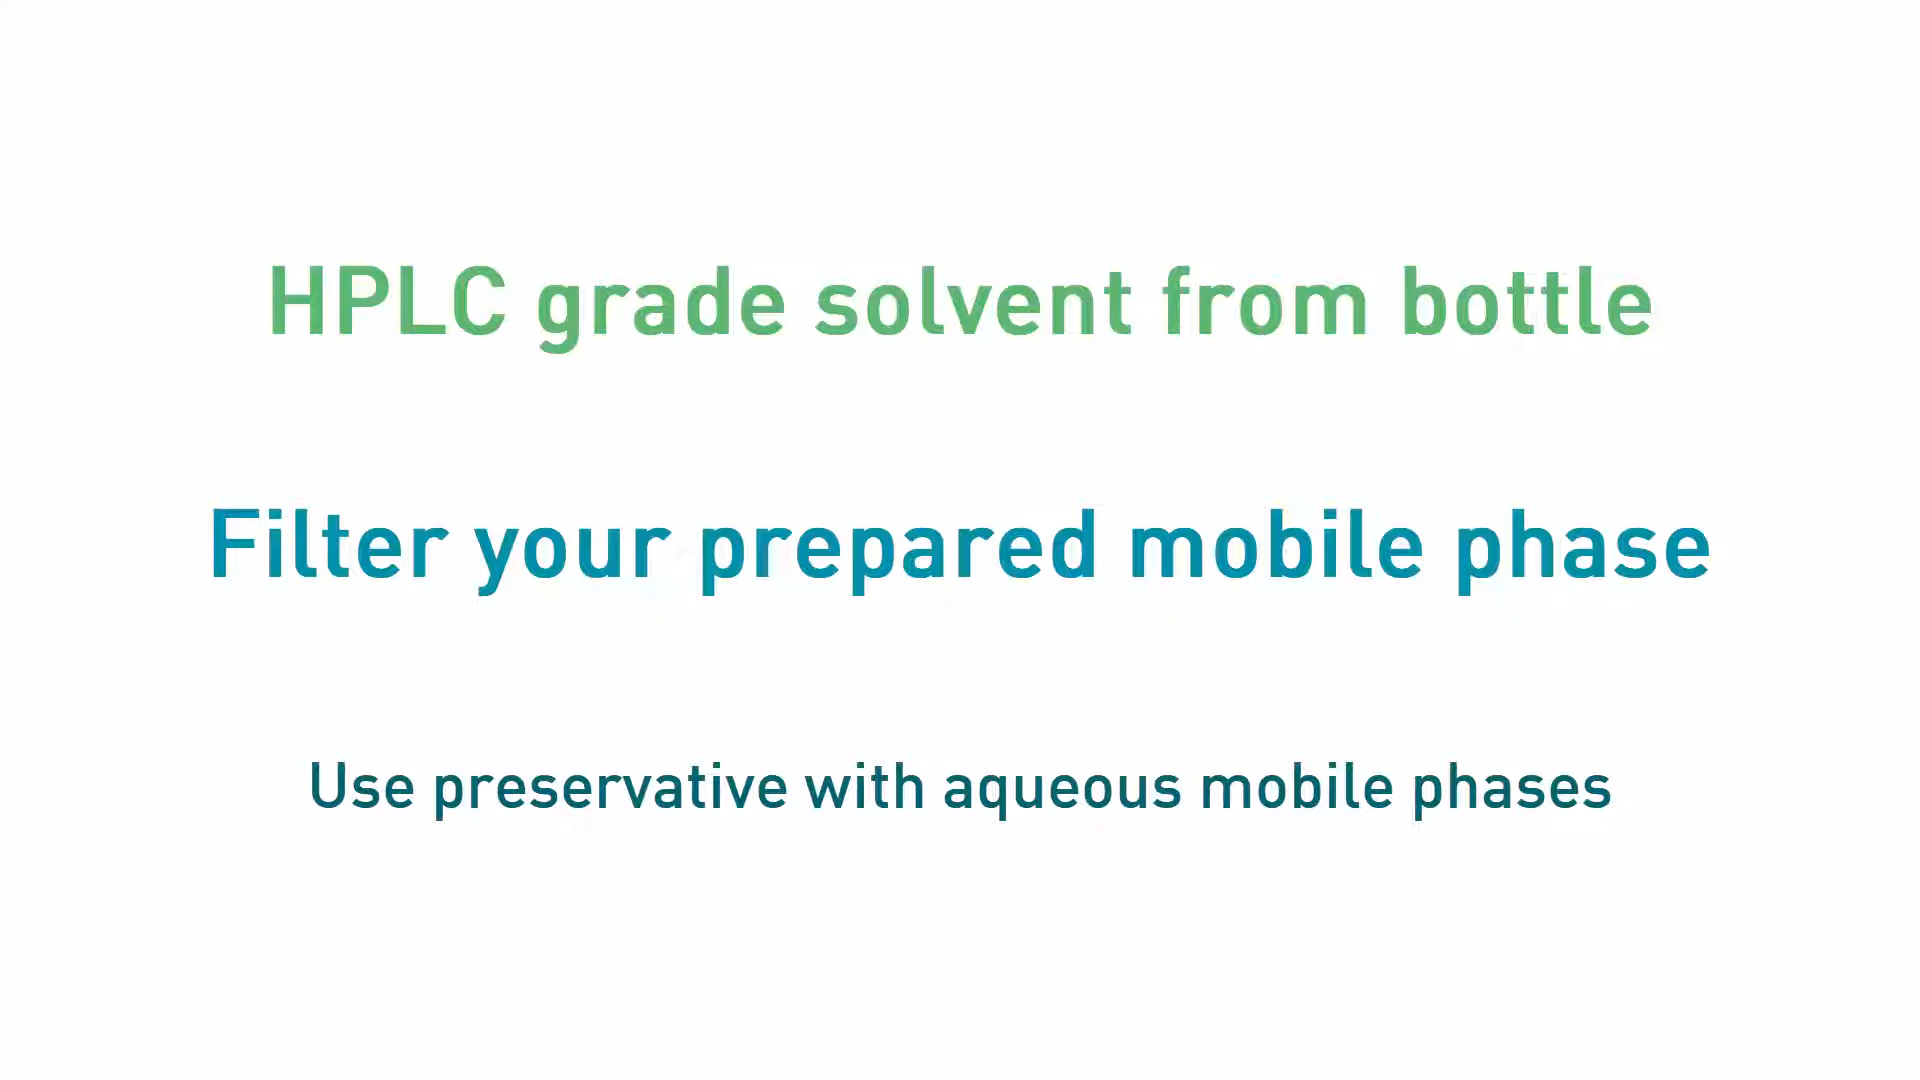 HPLC grade solvent from bottle
Filter your prepared mobile phase
Use preservative with aqueous mobile phases